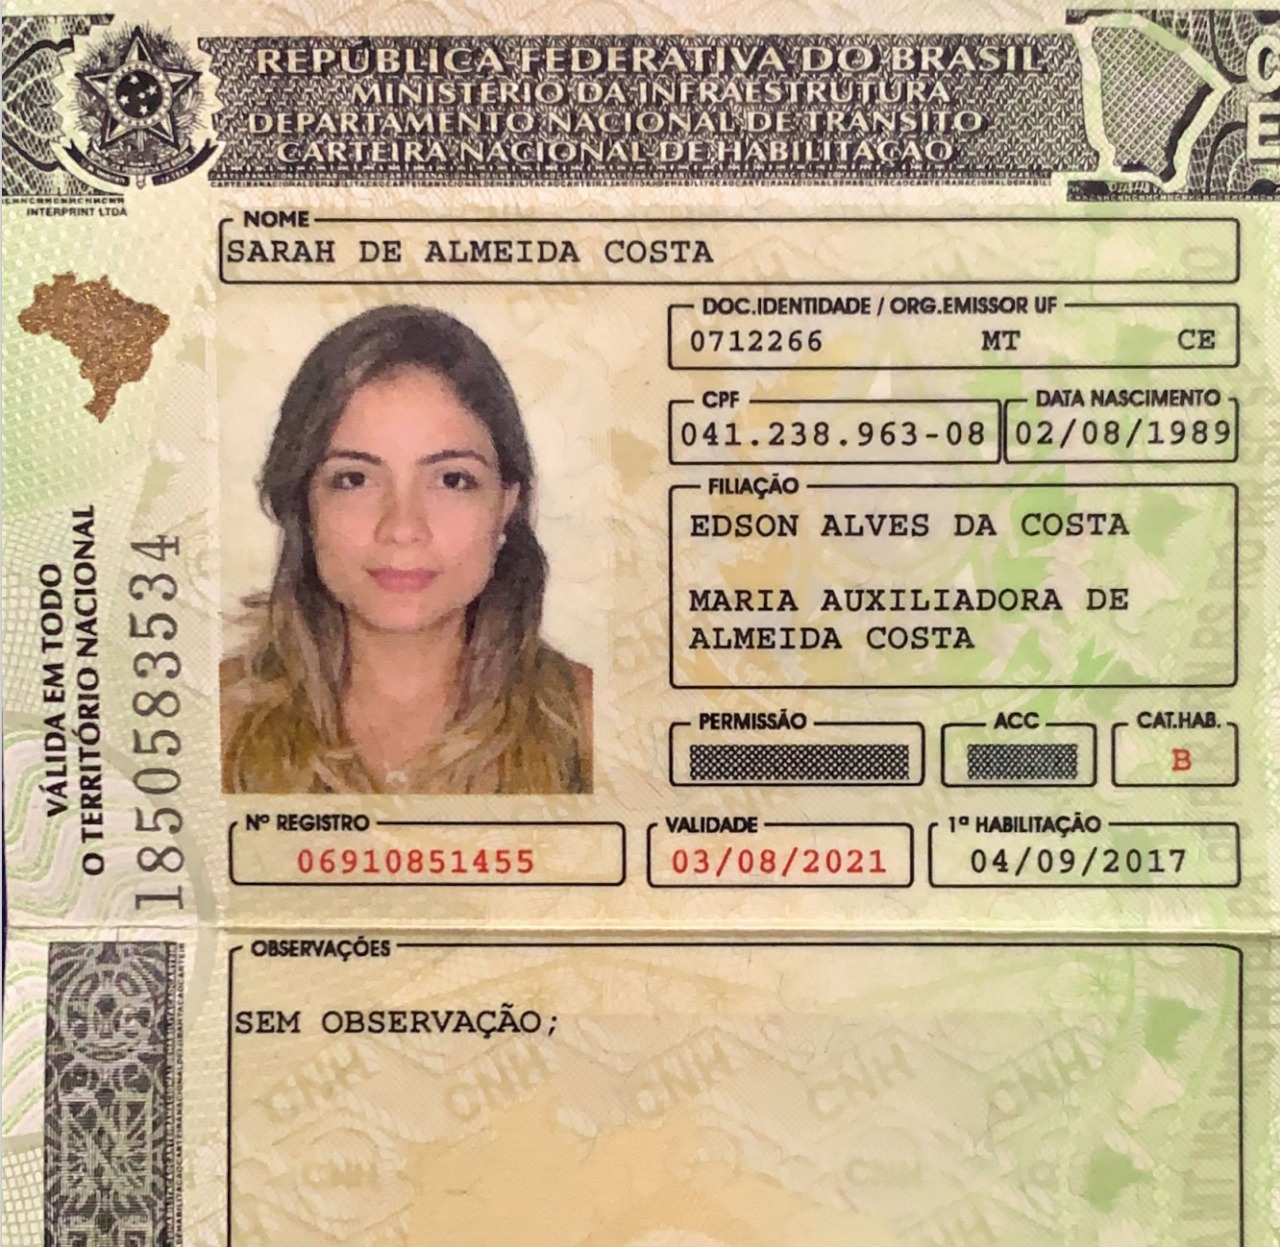 REPÚBLICA FEDERATIVA DO BRASIL
MINISTÉRIO DA INFRAESTRUTURA
DEPARTAMENTO NACIONAL DE TRÂNSITO
CARTEIRA NACIONAL DE HABILITAÇÃO
C
E
INTERPRINT LTDA
NOME
SARAH DE ALMEIDA COSTA
DOC.IDENTIDADE / ORG.EMISSOR UF
0712266 MT CE
CPF DATA NASCIMENTO
041.238.963-08 02/08/1989
FILIAÇÃO
EDSON ALVES DA COSTA
MARIA AUXILIADORA DE
ALMEIDA COSTA
PERMISSÃO ACC CAT.HAB.
B
Nº REGISTRO VALIDADE 1ª HABILITAÇÃO
06910851455 03/08/2021 04/09/2017
VÁLIDA EM TODO
O TERRITÓRIO NACIONAL
1850583534
OBSERVAÇÕES
SEM OBSERVAÇÃO;
CNH CNH CNH CNH CNH